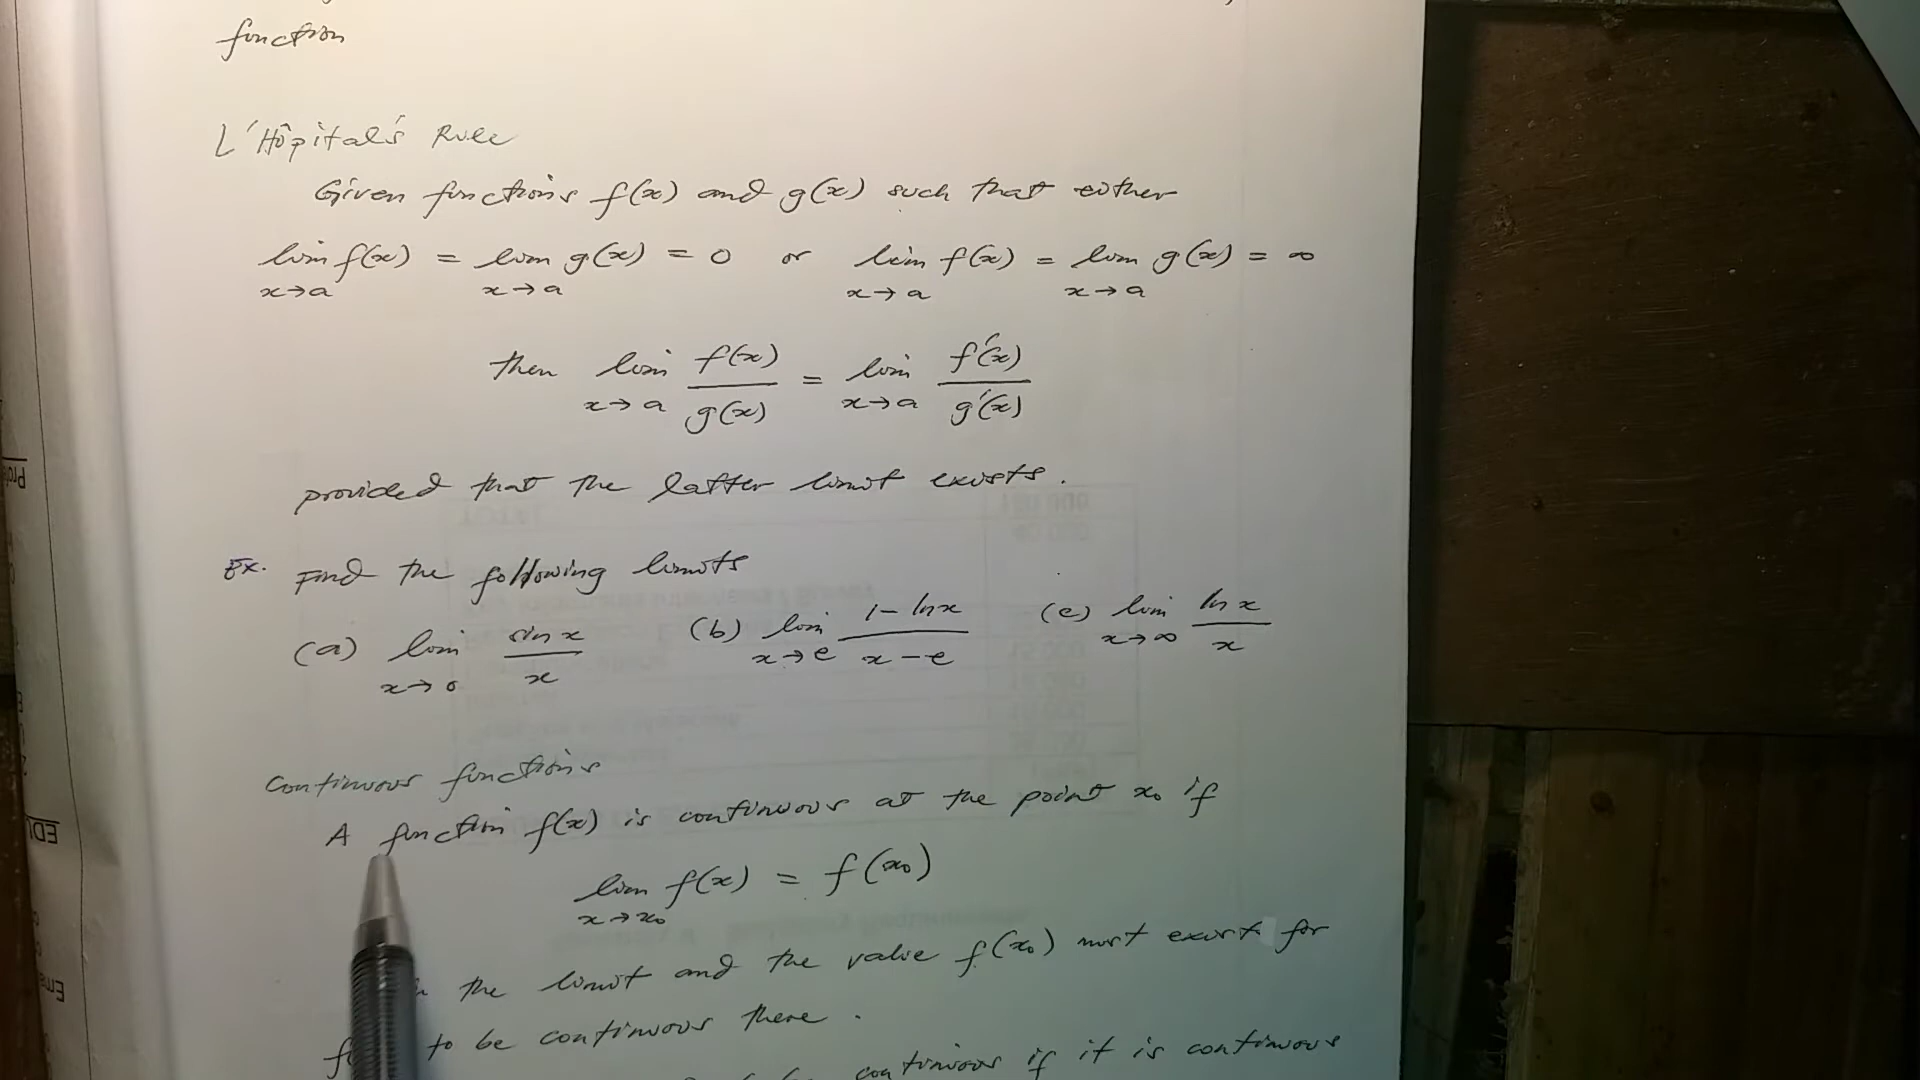 function
L'Hôpital's Rule
Given functions f(x) and g(x) such that either
lim f(x) = lim g(x) = 0 or lim f(x) = lim g(x) = ∞
x→a x→a x→a x→a
then lim f(x)/g(x) = lim f'(x)/g'(x)
x→a x→a
provided that the latter limit exists.
Ex. Find the following limits
(a) lim sin x / x (b) lim 1 - ln x / x - e (c) lim ln x / x
x→0 x→e x→∞
Continuous functions
A function f(x) is continuous at the point x₀ if
lim f(x) = f(x₀)
x→x₀
the limit and the value f(x₀) must exist for
to be continuous there.
continuous if it is continuous